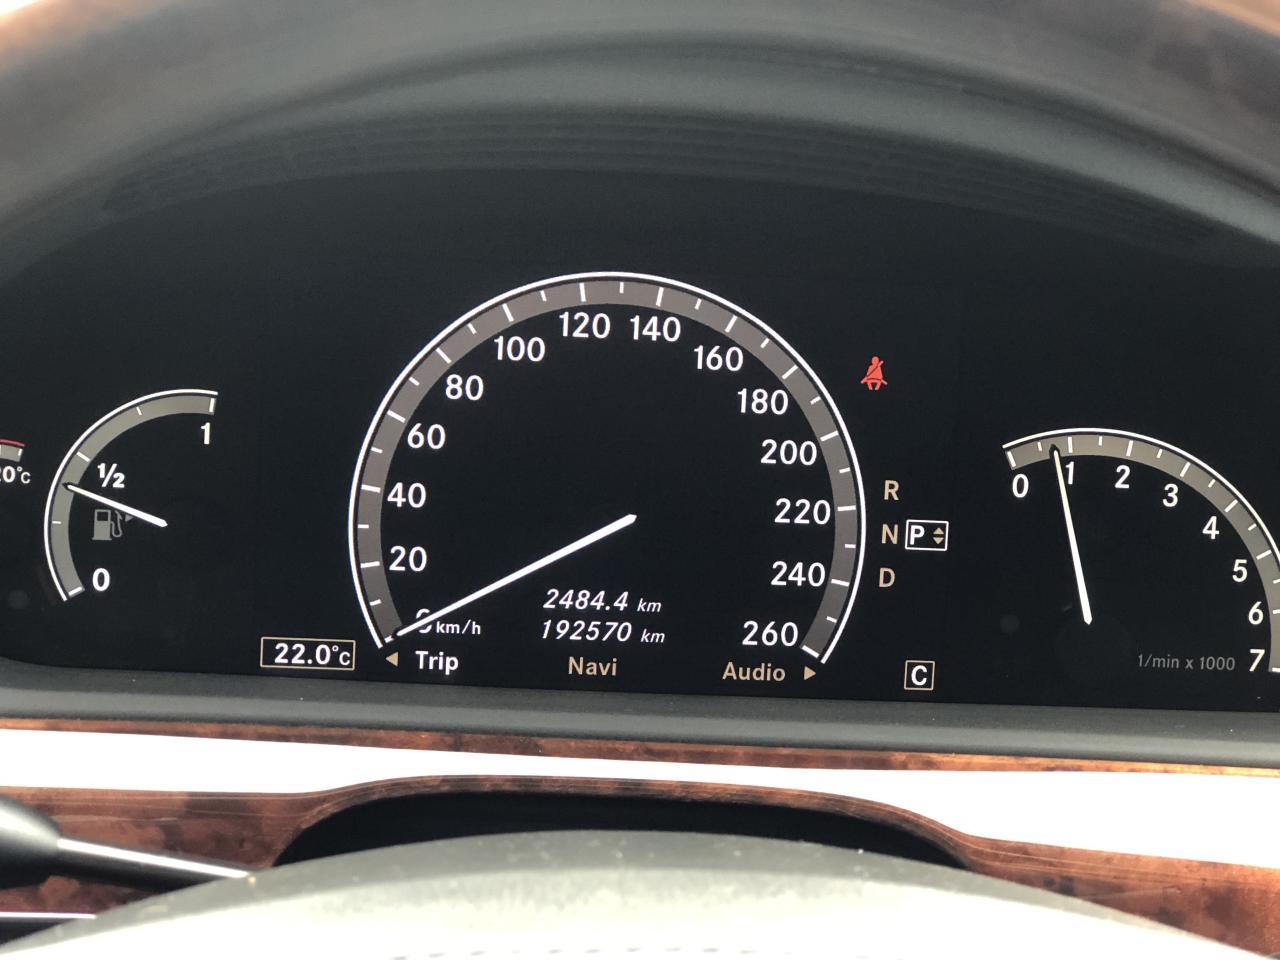 120 140
100 160
80 180
60 200
40 220
20 240
0 km/h 260
2484.4 km
192570 km
Trip Navi Audio
20°C
1
1/2
0
22.0°C
R
N P
D
C
0 1 2 3 4 5 6 7
1/min x 1000